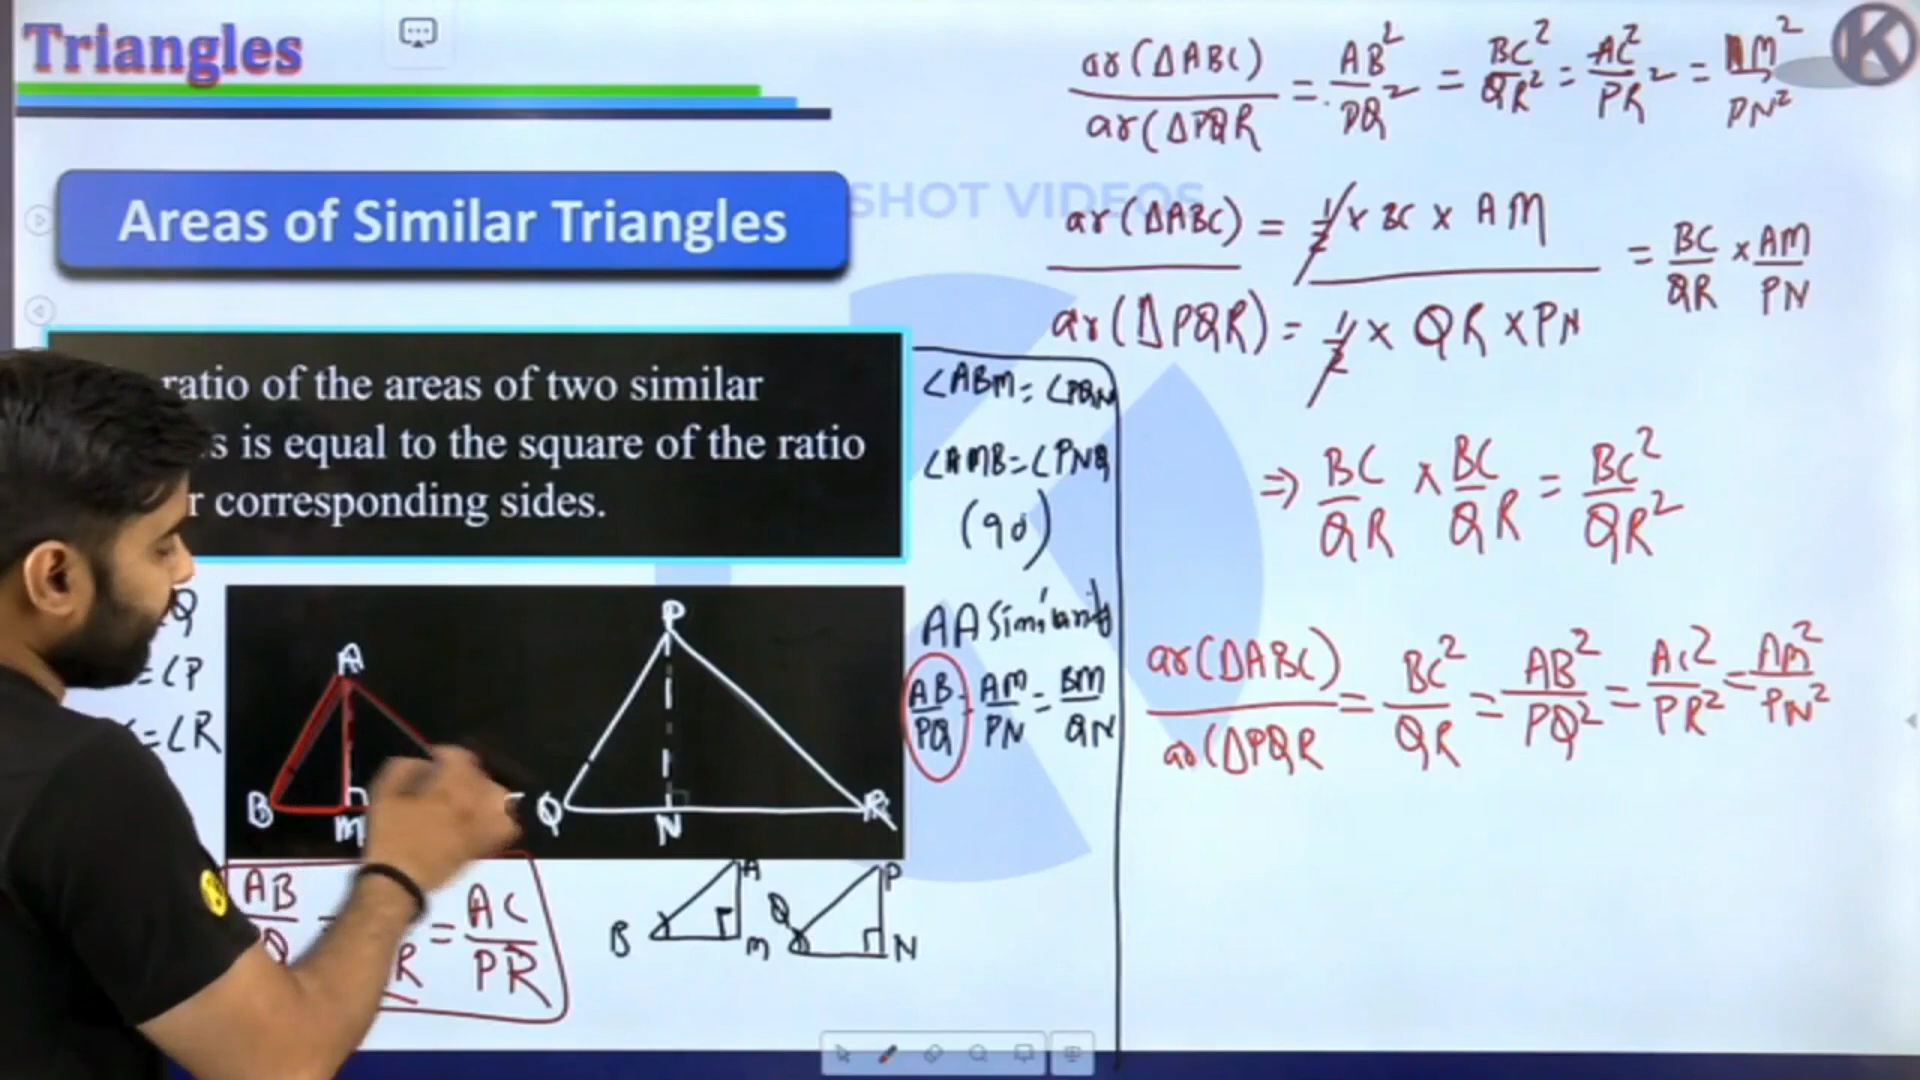 Triangles
Areas of Similar Triangles
SHOT VIDEOS
ratio of the areas of two similar
s is equal to the square of the ratio
r corresponding sides.
ar(ΔABC) / ar(ΔPQR = AB² / PQ² = BC² / QR² = AC² / PR² = AM² / PN²
ar(ΔABC) = 1/2 × BC × AM
ar(ΔPQR) = 1/2 × QR × PN
= BC/QR × AM/PN
⇒ BC/QR × BC/QR = BC²/QR²
ar(ΔABC) / ar(ΔPQR = BC² / QR = AB² / PQ² = AC² / PR² = AM² / PN²
∠ABM = ∠PQN
∠AMB = ∠PNQ
(90)
AA Similarity
AB/PQ = AM/PN = BM/QN
Q
=∠P
=∠R
A
B
M
P
Q
N
R
AB
Q
R
= AC/PR
A
B
M
P
Q
N
K